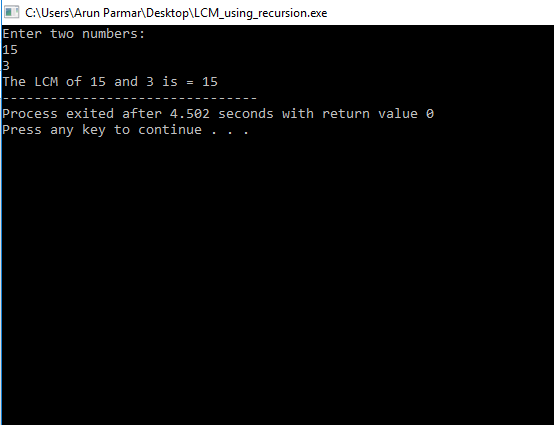 C:\Users\Arun Parmar\Desktop\LCM_using_recursion.exe
Enter two numbers:
15
3
The LCM of 15 and 3 is = 15
--------------------------------
Process exited after 4.502 seconds with return value 0
Press any key to continue . . .